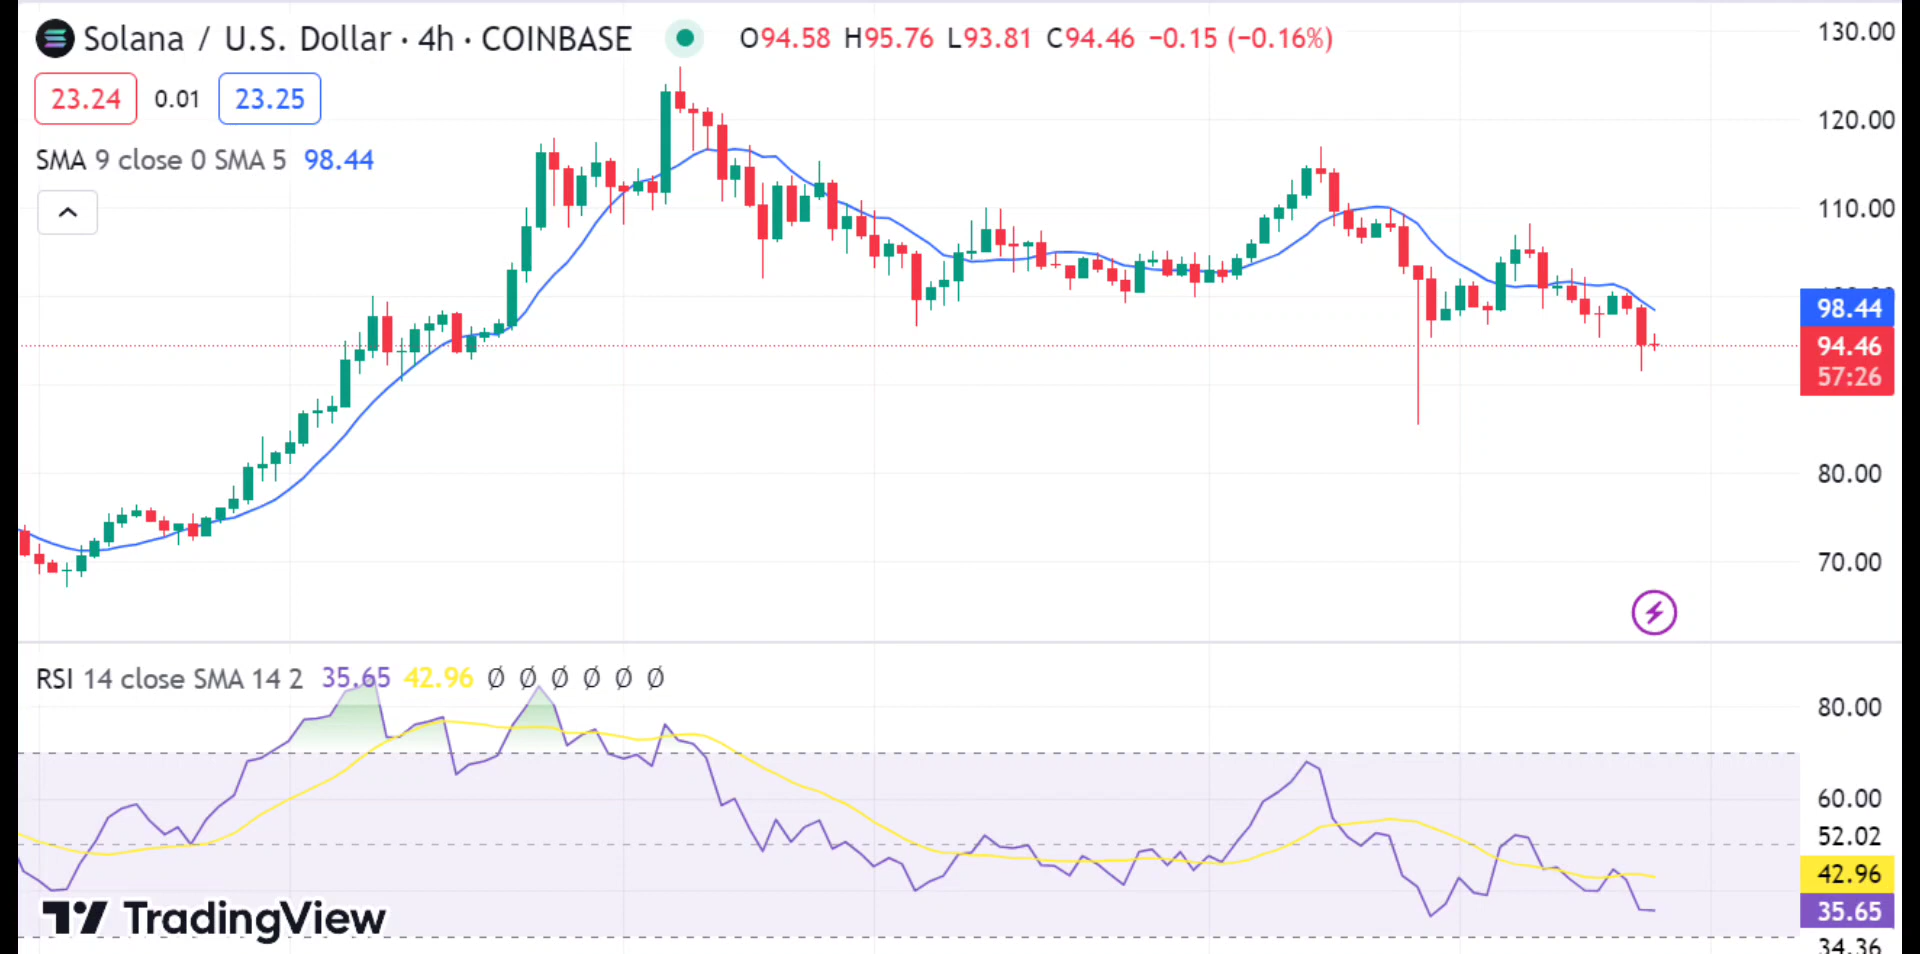 Solana / U.S. Dollar · 4h · COINBASE O94.58 H95.76 L93.81 C94.46 −0.15 (−0.16%)
23.24 0.01 23.25
SMA 9 close 0 SMA 5 98.44
130.00
120.00
110.00
98.44
94.46
57:26
80.00
70.00
RSI 14 close SMA 14 2 35.65 42.96 Ø Ø Ø Ø Ø Ø
80.00
60.00
52.02
42.96
35.65
34.36
TradingView